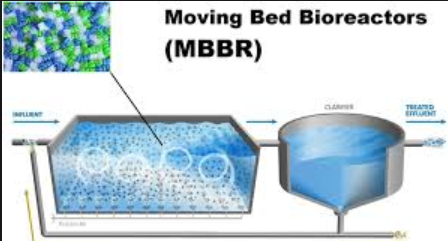 Moving Bed Bioreactors
(MBBR)
INFLUENT
CLARIFIER
TREATED
EFFLUENT